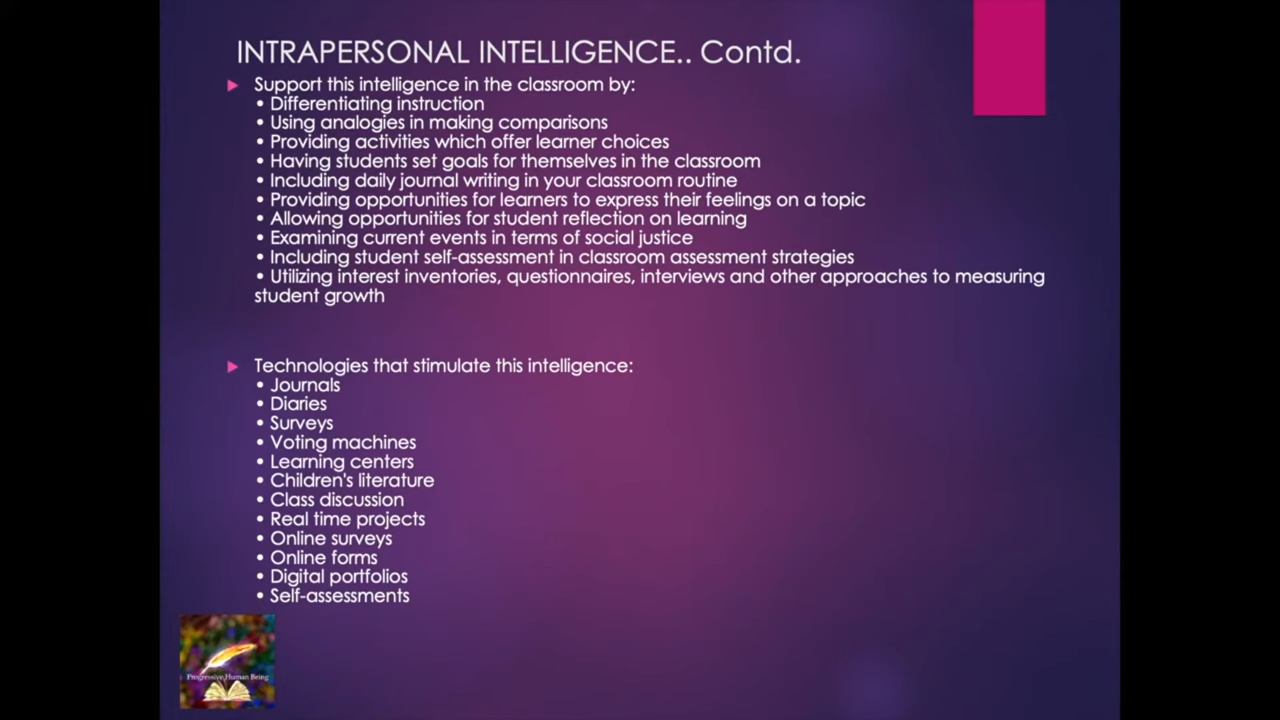 INTRAPERSONAL INTELLIGENCE.. Contd.
Support this intelligence in the classroom by:
• Differentiating instruction
• Using analogies in making comparisons
• Providing activities which offer learner choices
• Having students set goals for themselves in the classroom
• Including daily journal writing in your classroom routine
• Providing opportunities for learners to express their feelings on a topic
• Allowing opportunities for student reflection on learning
• Examining current events in terms of social justice
• Including student self-assessment in classroom assessment strategies
• Utilizing interest inventories, questionnaires, interviews and other approaches to measuring
student growth
Technologies that stimulate this intelligence:
• Journals
• Diaries
• Surveys
• Voting machines
• Learning centers
• Children's literature
• Class discussion
• Real time projects
• Online surveys
• Online forms
• Digital portfolios
• Self-assessments
Progressive Human Being